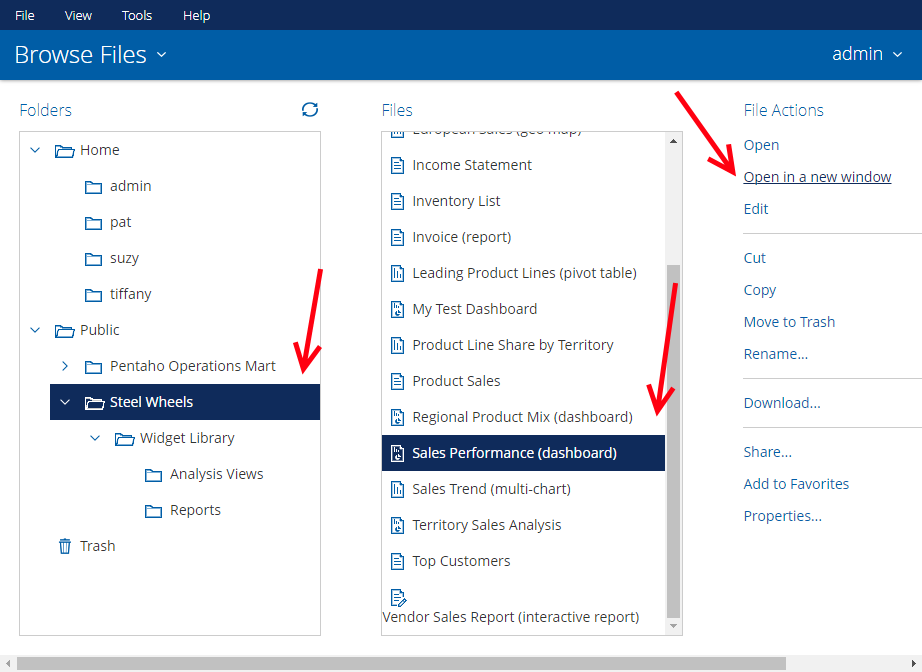 File View Tools Help
Browse Files admin
Folders
Home
admin
pat
suzy
tiffany
Public
Pentaho Operations Mart
Steel Wheels
Widget Library
Analysis Views
Reports
Trash
Files
European Sales (geo map)
Income Statement
Inventory List
Invoice (report)
Leading Product Lines (pivot table)
My Test Dashboard
Product Line Share by Territory
Product Sales
Regional Product Mix (dashboard)
Sales Performance (dashboard)
Sales Trend (multi-chart)
Territory Sales Analysis
Top Customers
Vendor Sales Report (interactive report)
File Actions
Open
Open in a new window
Edit
Cut
Copy
Move to Trash
Rename...
Download...
Share...
Add to Favorites
Properties...